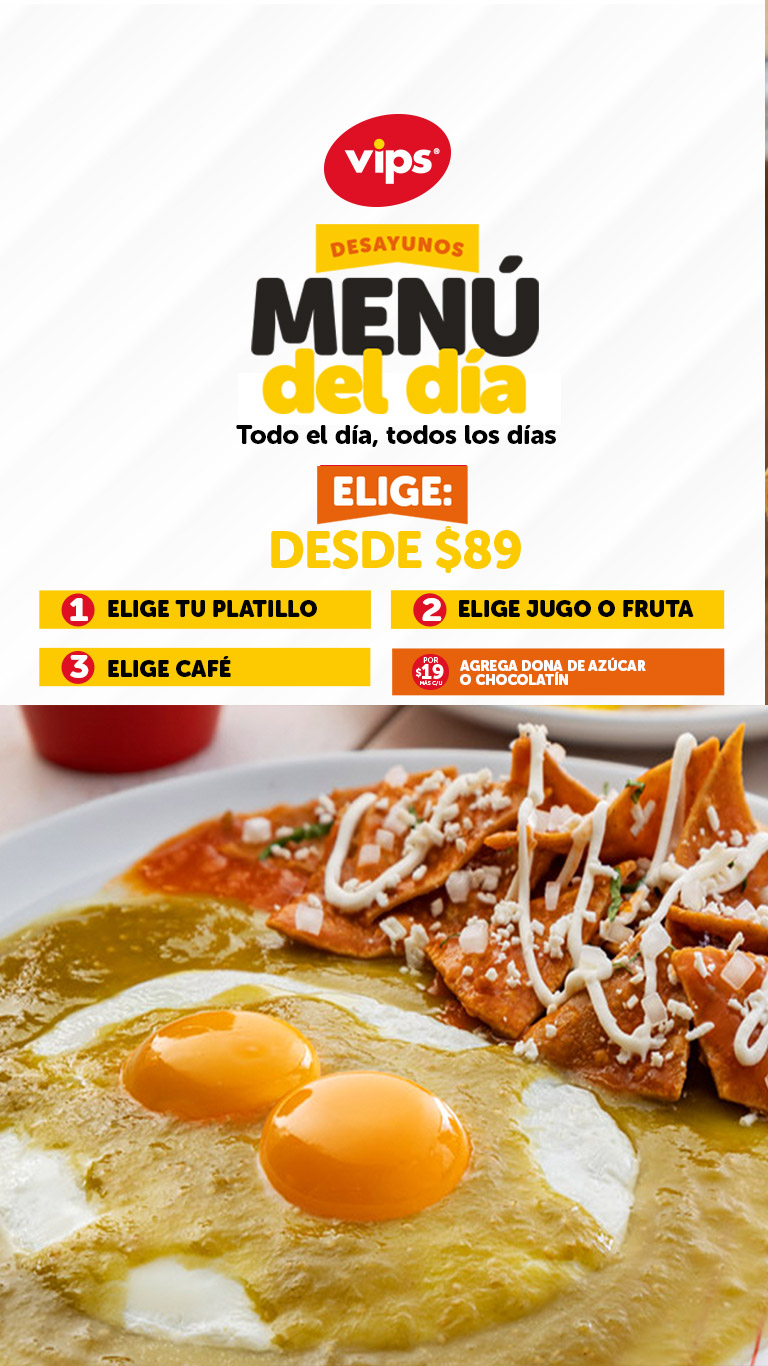 vips®
DESAYUNOS
MENÚ
del día
Todo el día, todos los días
ELIGE:
DESDE $89
1 ELIGE TU PLATILLO
2 ELIGE JUGO O FRUTA
3 ELIGE CAFÉ
POR
$19
MÁS C/U
AGREGA DONA DE AZÚCAR
O CHOCOLATÍN